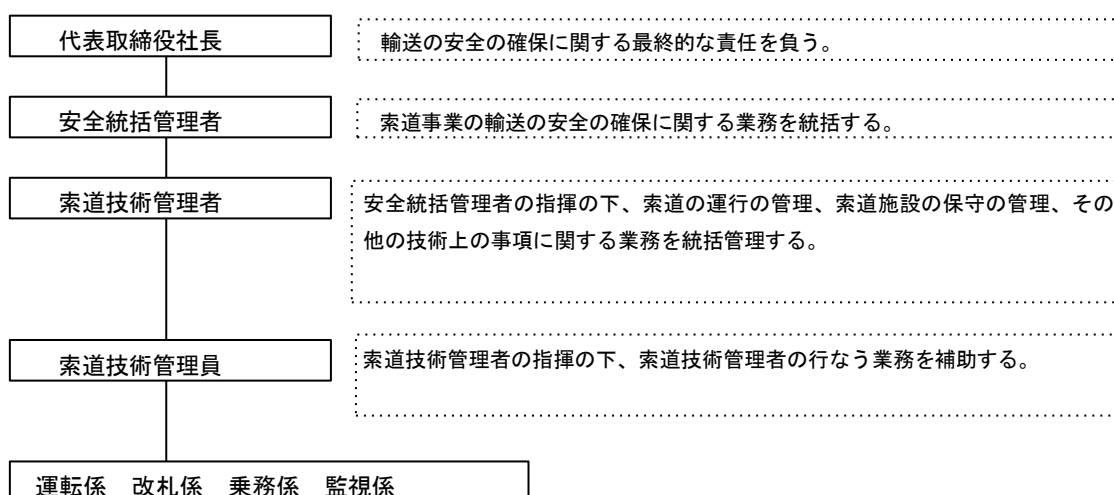 代表取締役社長
輸送の安全の確保に関する最終的な責任を負う。
安全統括管理者
索道事業の輸送の安全の確保に関する業務を統括する。
索道技術管理者
安全統括管理者の指揮の下、索道の運行の管理、索道施設の保守の管理、その
他の技術上の事項に関する業務を統括管理する。
索道技術管理員
索道技術管理者の指揮の下、索道技術管理者の行なう業務を補助する。
運転係　改札係　乗務係　監視係